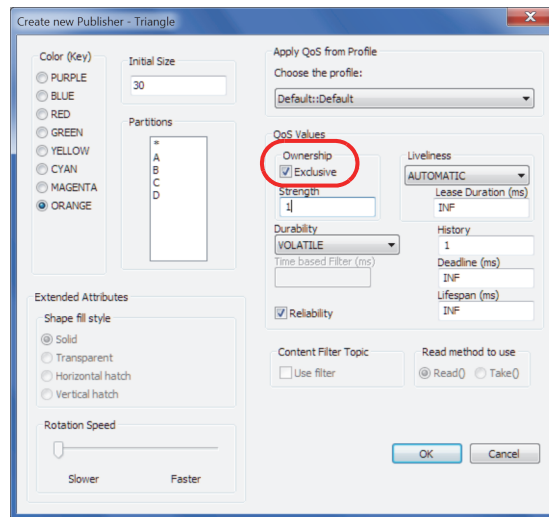 Create new Publisher - Triangle
x
Color (Key)
PURPLE
BLUE
RED
GREEN
YELLOW
CYAN
MAGENTA
ORANGE
Initial Size
30
Partitions
*
A
B
C
D
Apply QoS from Profile
Choose the profile:
Default::Default
QoS Values
Ownership
Exclusive
Strength
1
Liveliness
AUTOMATIC
Lease Duration (ms)
INF
Durability
VOLATILE
History
1
Time based Filter (ms)
Deadline (ms)
INF
Lifespan (ms)
INF
Reliability
Extended Attributes
Shape fill style
Solid
Transparent
Horizontal hatch
Vertical hatch
Rotation Speed
Slower Faster
Content Filter Topic
Use filter
Read method to use
Read() Take()
OK Cancel